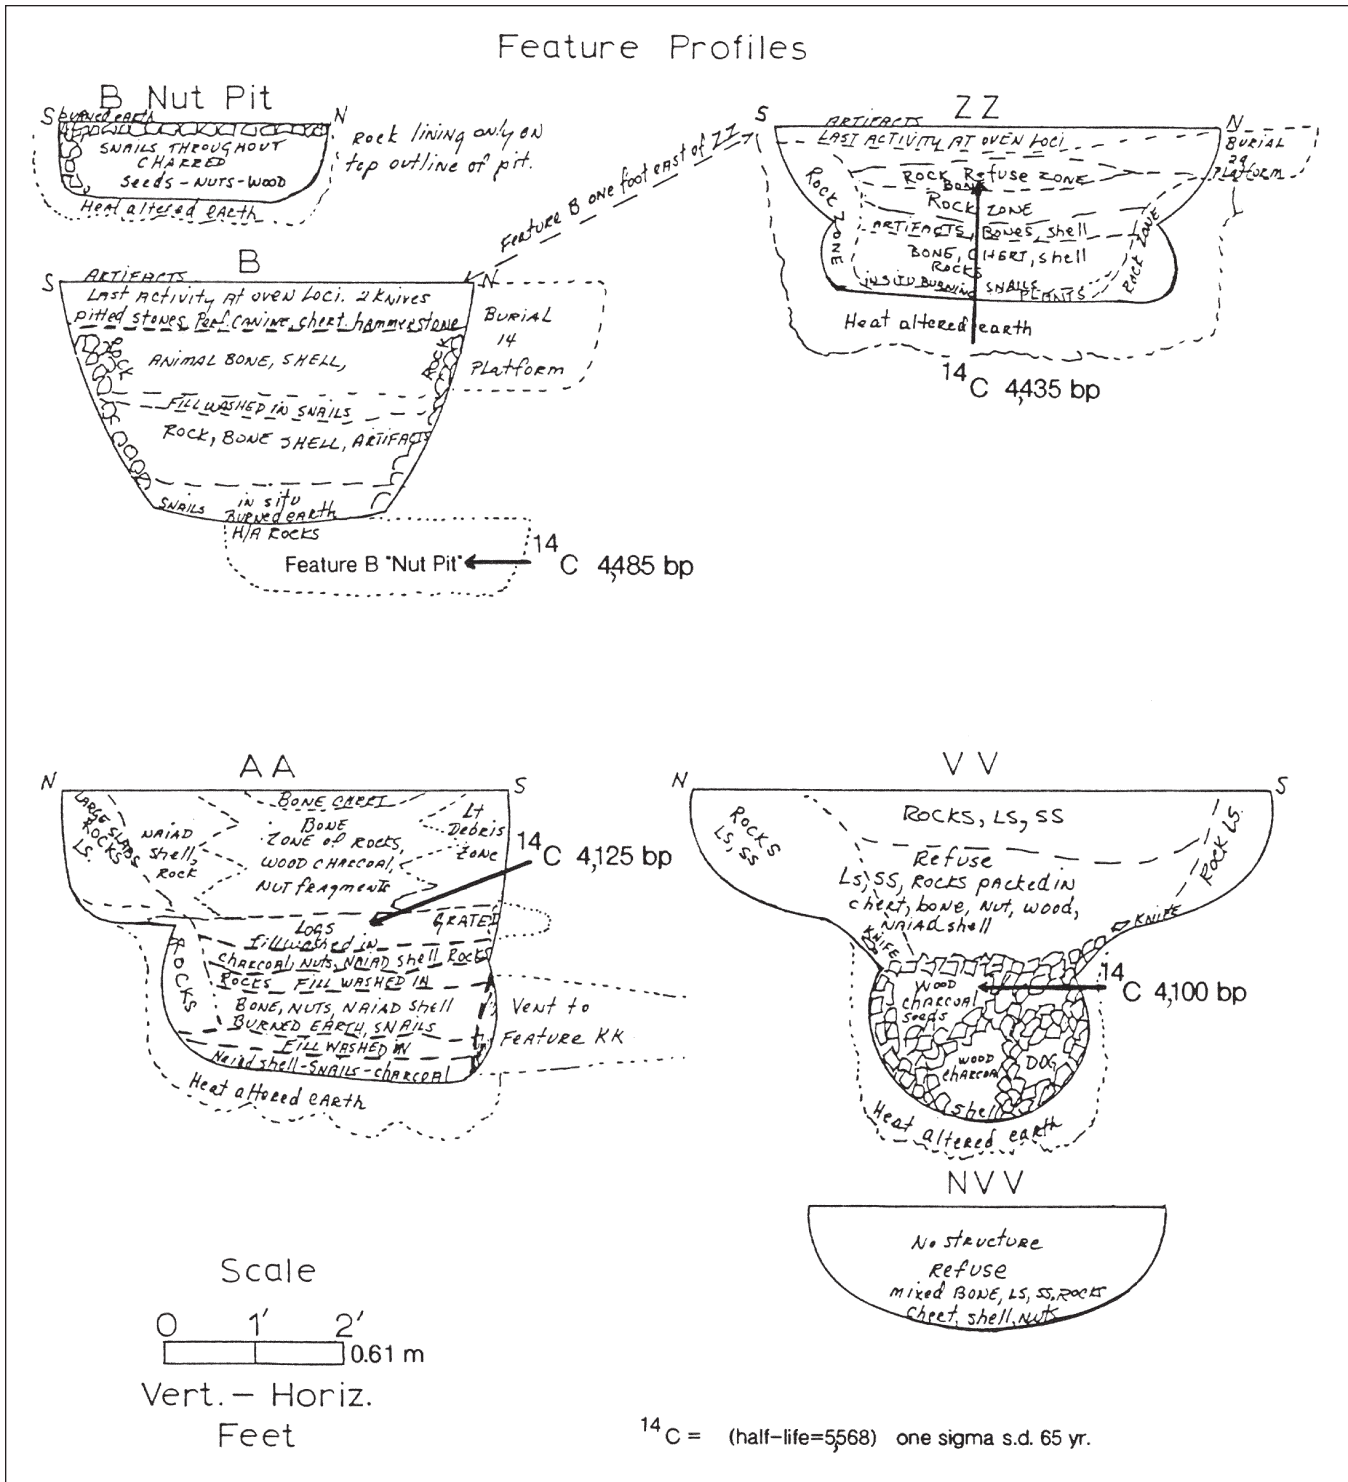 Feature Profiles
B Nut Pit
S
burned earth
N
SNAILS THROUGHOUT
CHARRED
Seeds - NUTS - WOOD
Heat altered earth
Rock lining only on
top outline of pit.
Feature B one foot east of ZZ
ZZ
S
ARTIFACTS
N
LAST ACTIVITY AT OVEN LOCI
BURIAL
29
Platform
Rock Refuse ZONE
BONE
ROCK ZONE
ROCK ZONE
ROCK ZONE
ARTIFACTS, BONES, shell
BONE, CHERT, shell
ROCKS
IN SITU BURNING SNAILS
PLANTS
Heat altered earth
14C 4,435 bp
B
S
ARTIFACTS
N
Last Activity At oven Loci. 2 Knives
pitted stones, Perf. CANINE, chert. hammerstone
ROCK
ROCK
ANIMAL BONE, SHELL,
BURIAL
14
Platform
FILL WASHED IN SNAILS
ROCK, BONE SHELL, ARTIFACTS
SNAILS
in situ
BURNED earth
H/A ROCKS
Feature B "Nut Pit"
14C 4,485 bp
AA
N
S
LARGE SLABS
ROCKS
LS.
NAIAD
shell,
Rock
BONE CHERT
BONE
ZONE OF ROCKS,
WOOD CHARCOAL,
NUT fragments
Lt
Debris
ZONE
14C 4,125 bp
LOGS
GRATED
fill washed in
CHARCOAL, NUTS, NAIAD shell ROCKS
ROCKS
ROCKS FILL WASHED IN
BONE, NUTS, NAIAD shell
BURNED EARTH, SNAILS
FILL WASHED IN
Naiad shell-SNAILS-charcoal
Vent to
Feature KK
Heat altered earth
VV
N
S
ROCKS
LS, SS
ROCKS, LS, SS
ROCK LS.
Refuse
LS, SS, ROCKS packed in
chert, bone, Nut, wood,
NAIAD shell
KNIFE
KNIFE
WOOD
charcoal
seeds
14C 4,100 bp
WOOD
charcoal
DOG
shell
Heat altered earth
NVV
No structure
Refuse
mixed BONE, LS, SS, ROCKS
Chert, shell, Nuts
Scale
0 1' 2'
0.61 m
Vert. - Horiz.
Feet
14C = (half-life=5,568) one sigma s.d. 65 yr.